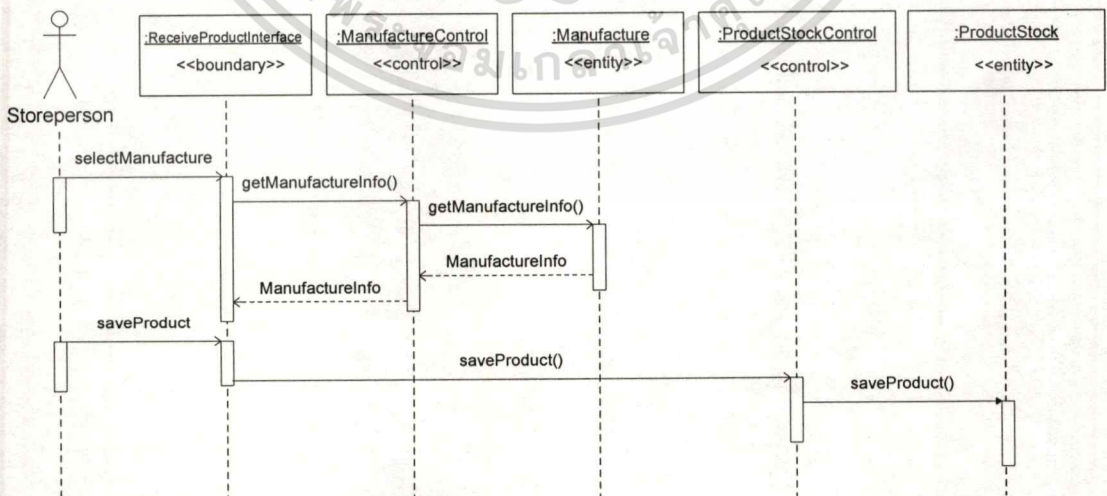 :ReceiveProductInterface
<<boundary>>
:ManufactureControl
<<control>>
:Manufacture
<<entity>>
:ProductStockControl
<<control>>
:ProductStock
<<entity>>
Storeperson
selectManufacture
getManufactureInfo()
getManufactureInfo()
ManufactureInfo
ManufactureInfo
saveProduct
saveProduct()
saveProduct()